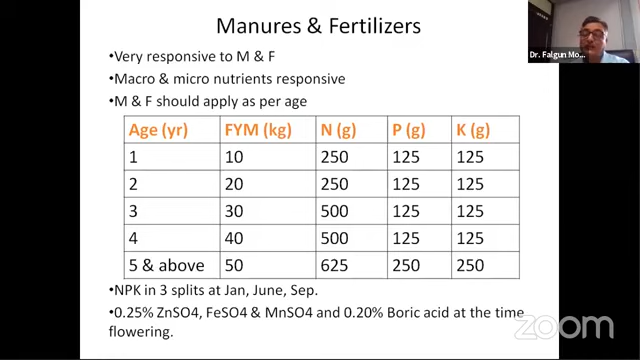 Manures & Fertilizers
Dr. Falgun Mo...
•Very responsive to M & F
•Macro & micro nutrients responsive
•M & F should apply as per age
Age (yr) FYM (kg) N (g) P (g) K (g)
1 10 250 125 125
2 20 250 125 125
3 30 500 125 125
4 40 500 125 125
5 & above 50 625 250 250
•NPK in 3 splits at Jan, June, Sep.
•0.25% ZnSO4, FeSO4 & MnSO4 and 0.20% Boric acid at the time
flowering.
zoom